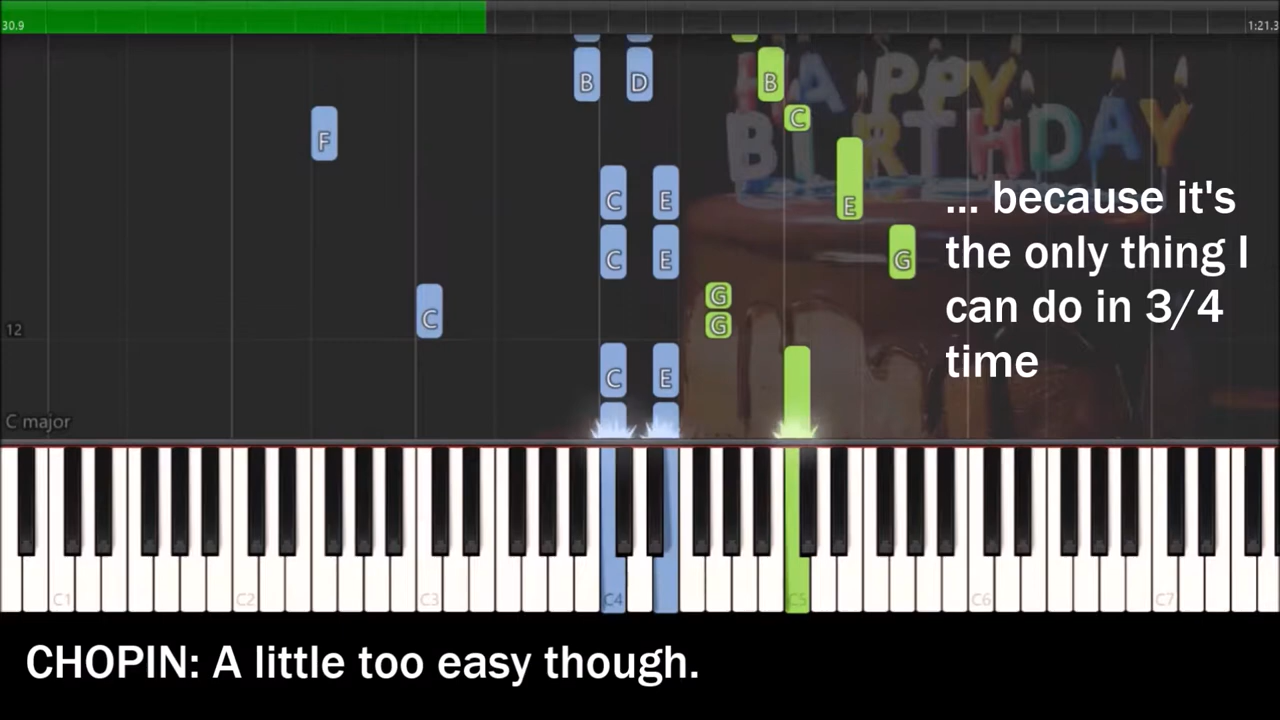 30.9
1:21.3
B D B
C
F
C E
E
C E
G
G
C
G
12
C E
C major
HAPPY
BIRTHDAY
... because it's
the only thing I
can do in 3/4
time
C1 C2 C3 C4 C5 C6 C7
CHOPIN: A little too easy though.